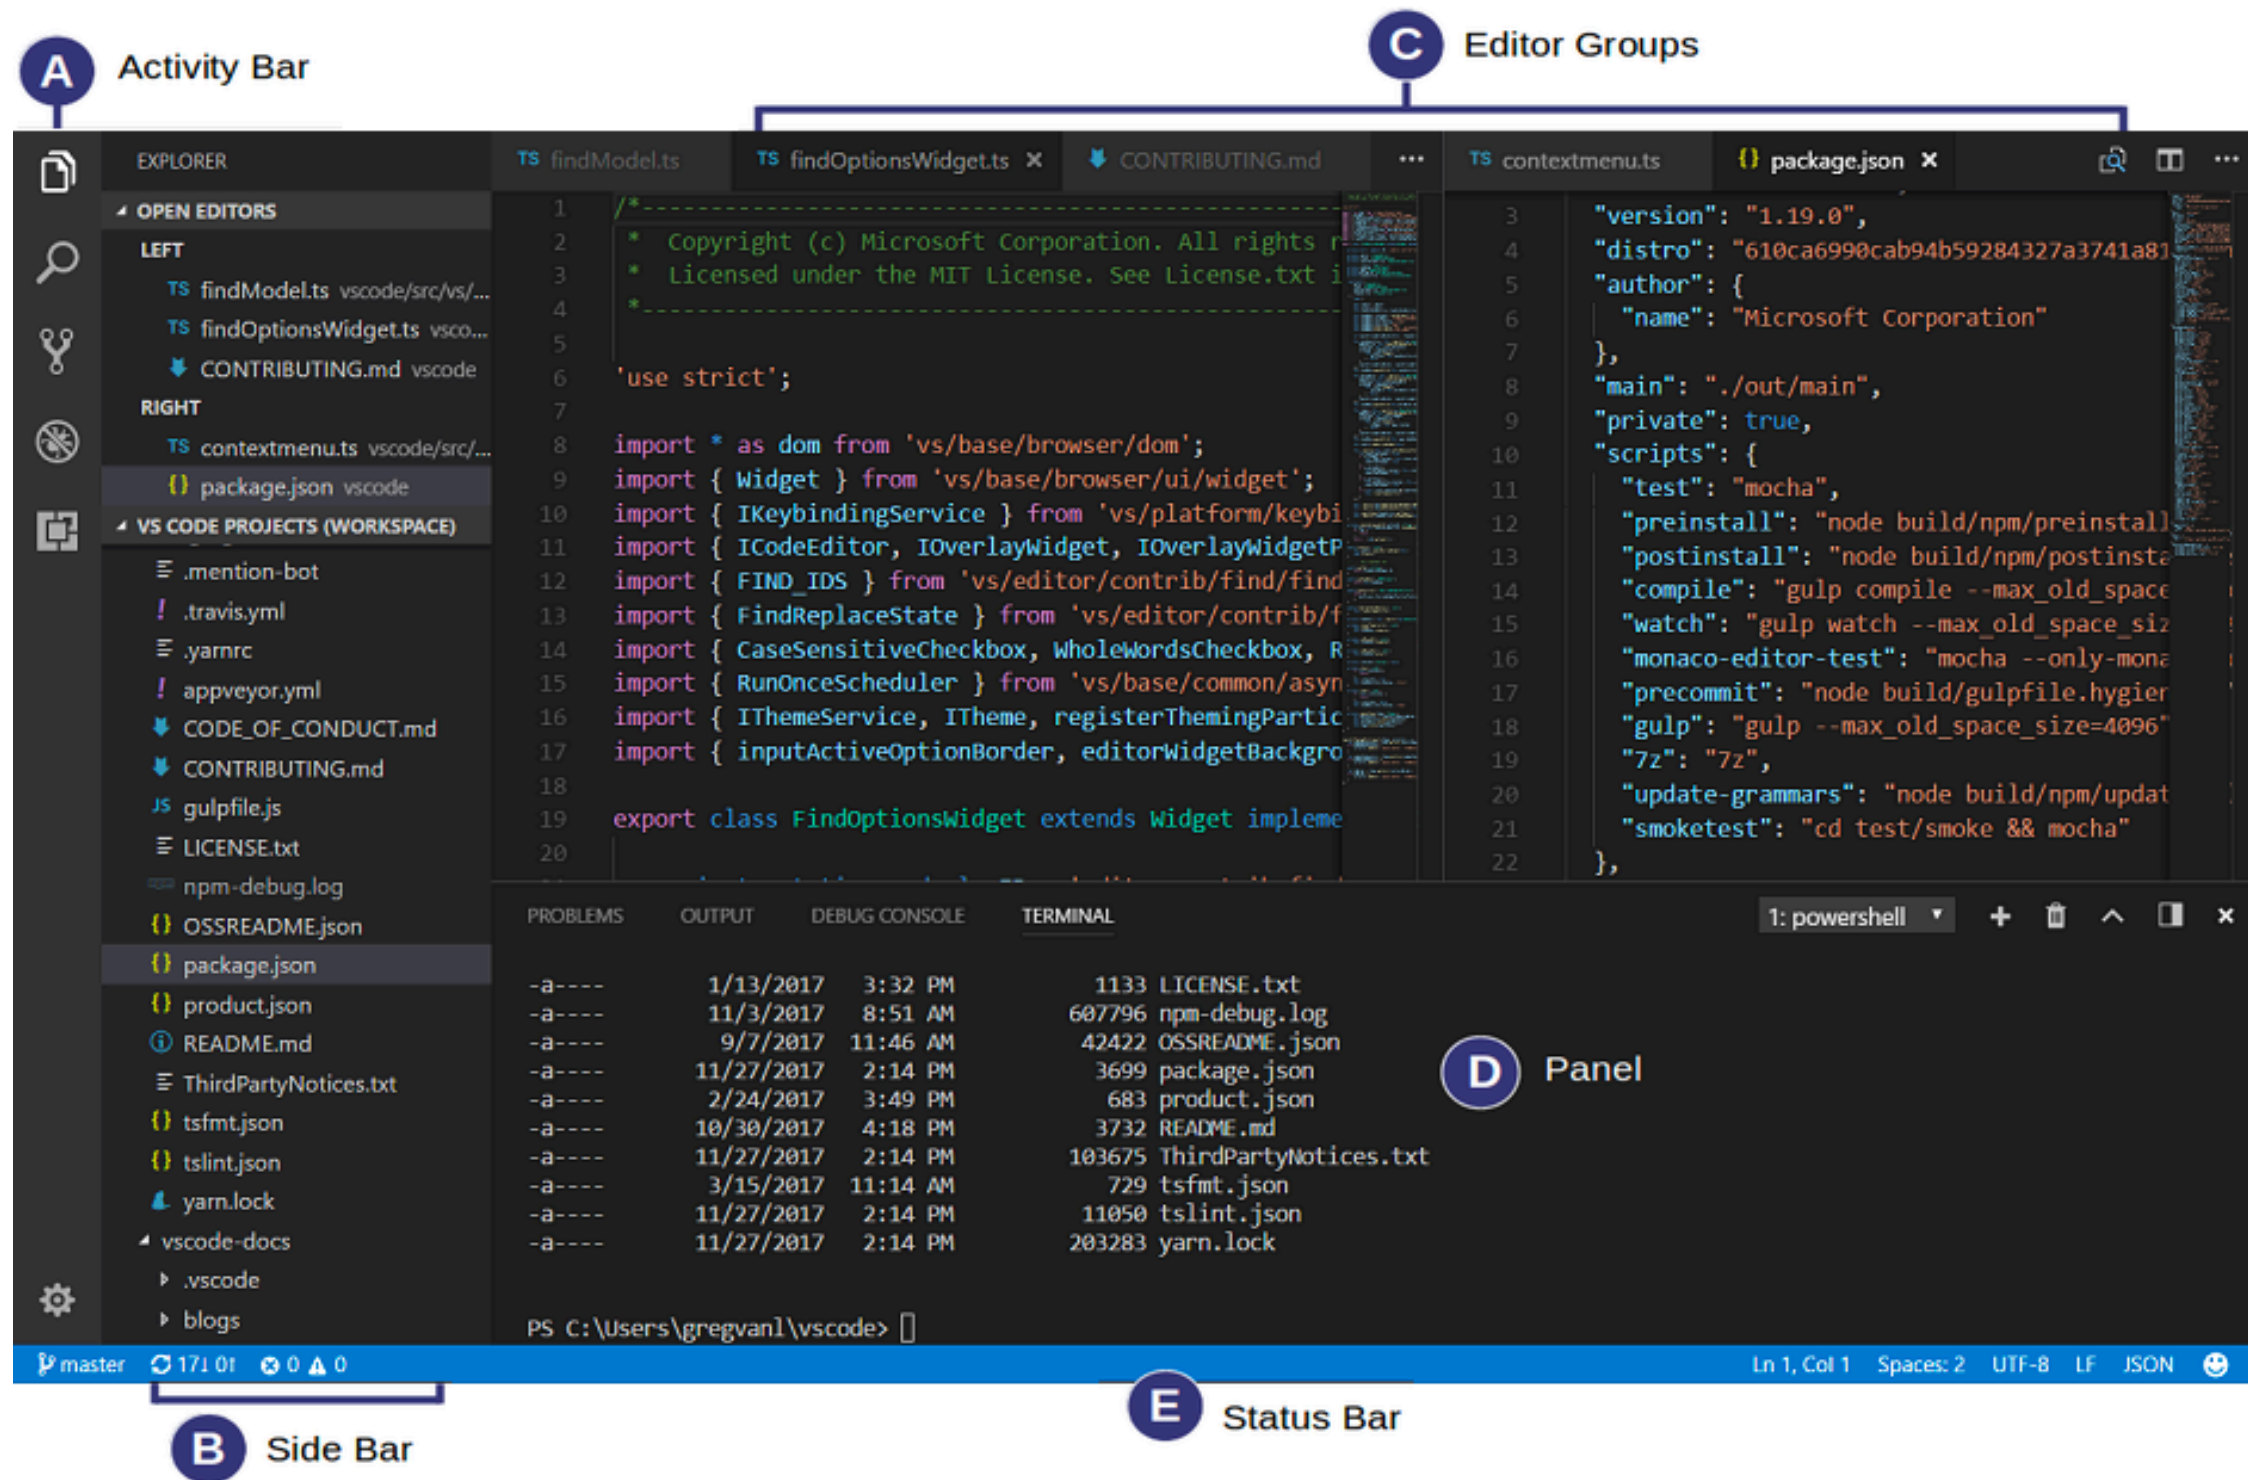 A Activity Bar
C Editor Groups
EXPLORER
OPEN EDITORS
LEFT
TS findModel.ts vscode/src/vs/...
TS findOptionsWidget.ts vsco...
CONTRIBUTING.md vscode
RIGHT
TS contextmenu.ts vscode/src/...
{} package.json vscode
VS CODE PROJECTS (WORKSPACE)
.mention-bot
! .travis.yml
.yarnrc
! appveyor.yml
CODE_OF_CONDUCT.md
CONTRIBUTING.md
JS gulpfile.js
LICENSE.txt
npm-debug.log
{} OSSREADME.json
{} package.json
{} product.json
README.md
ThirdPartyNotices.txt
{} tsfmt.json
{} tslint.json
yarn.lock
vscode-docs
.vscode
blogs
TS findModel.ts TS findOptionsWidget.ts × CONTRIBUTING.md ...
1 /*---------------------------------------------------
2 * Copyright (c) Microsoft Corporation. All rights r
3 * Licensed under the MIT License. See License.txt i
4 *---------------------------------------------------
5
6 'use strict';
7
8 import * as dom from 'vs/base/browser/dom';
9 import { Widget } from 'vs/base/browser/ui/widget';
10 import { IKeybindingService } from 'vs/platform/keybi
11 import { ICodeEditor, IOverlayWidget, IOverlayWidgetP
12 import { FIND_IDS } from 'vs/editor/contrib/find/find
13 import { FindReplaceState } from 'vs/editor/contrib/f
14 import { CaseSensitiveCheckbox, WholeWordsCheckbox, R
15 import { RunOnceScheduler } from 'vs/base/common/asyn
16 import { IThemeService, ITheme, registerThemingPartic
17 import { inputActiveOptionBorder, editorWidgetBackgro
18
19 export class FindOptionsWidget extends Widget impleme
20
TS contextmenu.ts {} package.json × ...
3 "version": "1.19.0",
4 "distro": "610ca6990cab94b59284327a3741a81
5 "author": {
6 "name": "Microsoft Corporation"
7 },
8 "main": "./out/main",
9 "private": true,
10 "scripts": {
11 "test": "mocha",
12 "preinstall": "node build/npm/preinstall
13 "postinstall": "node build/npm/postinsta
14 "compile": "gulp compile --max_old_space
15 "watch": "gulp watch --max_old_space_siz
16 "monaco-editor-test": "mocha --only-mona
17 "precommit": "node build/gulpfile.hygien
18 "gulp": "gulp --max_old_space_size=4096"
19 "7z": "7z",
20 "update-grammars": "node build/npm/updat
21 "smoketest": "cd test/smoke && mocha"
22 },
PROBLEMS OUTPUT DEBUG CONSOLE TERMINAL 1: powershell
-a---- 1/13/2017 3:32 PM 1133 LICENSE.txt
-a---- 11/3/2017 8:51 AM 607796 npm-debug.log
-a---- 9/7/2017 11:46 AM 42422 OSSREADME.json
-a---- 11/27/2017 2:14 PM 3699 package.json
-a---- 2/24/2017 3:49 PM 683 product.json
-a---- 10/30/2017 4:18 PM 3732 README.md
-a---- 11/27/2017 2:14 PM 103675 ThirdPartyNotices.txt
-a---- 3/15/2017 11:14 AM 729 tsfmt.json
-a---- 11/27/2017 2:14 PM 11050 tslint.json
-a---- 11/27/2017 2:14 PM 203283 yarn.lock
D Panel
PS C:\Users\gregvanl\vscode>
master 17↓ 0↑ 0 0 Ln 1, Col 1 Spaces: 2 UTF-8 LF JSON
B Side Bar
E Status Bar